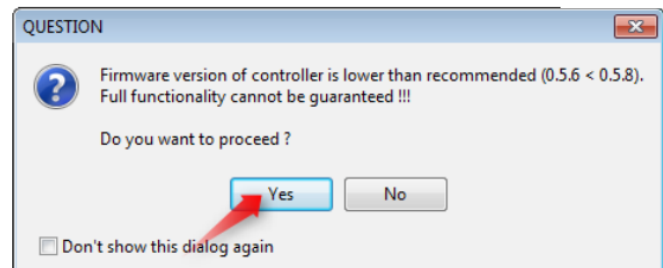 QUESTION
Firmware version of controller is lower than recommended (0.5.6 < 0.5.8).
Full functionality cannot be guaranteed !!!
Do you want to proceed ?
Yes No
Don't show this dialog again